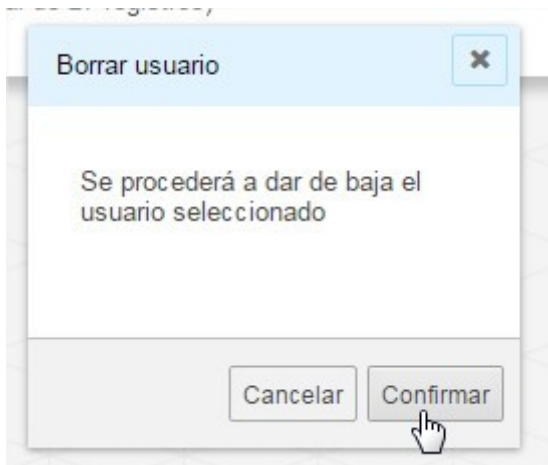 Borrar usuario
Se procederá a dar de baja el
usuario seleccionado
Cancelar Confirmar